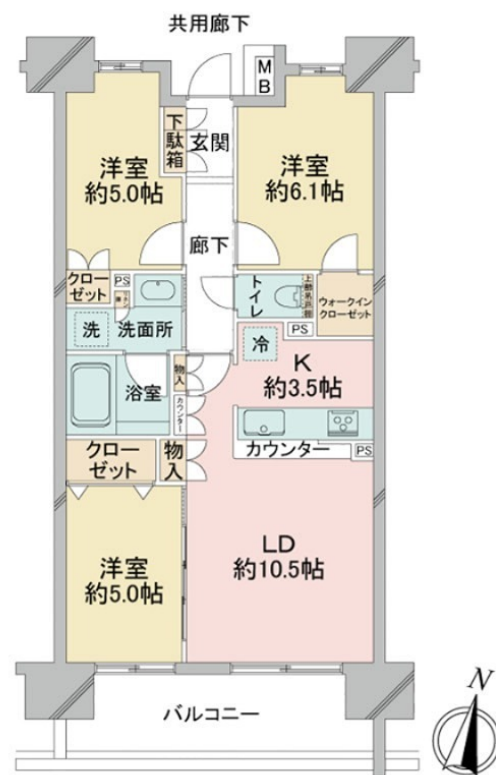 共用廊下
MB
下駄箱
玄関
洋室
約5.0帖
洋室
約6.1帖
廊下
クロー
ゼット
PS
洗
洗面所
トイレ
ウォークイン
クローゼット
PS
冷
K
約3.5帖
浴室
物入
カウンター
クロー
ゼット
物入
カウンター
PS
洋室
約5.0帖
LD
約10.5帖
バルコニー
N